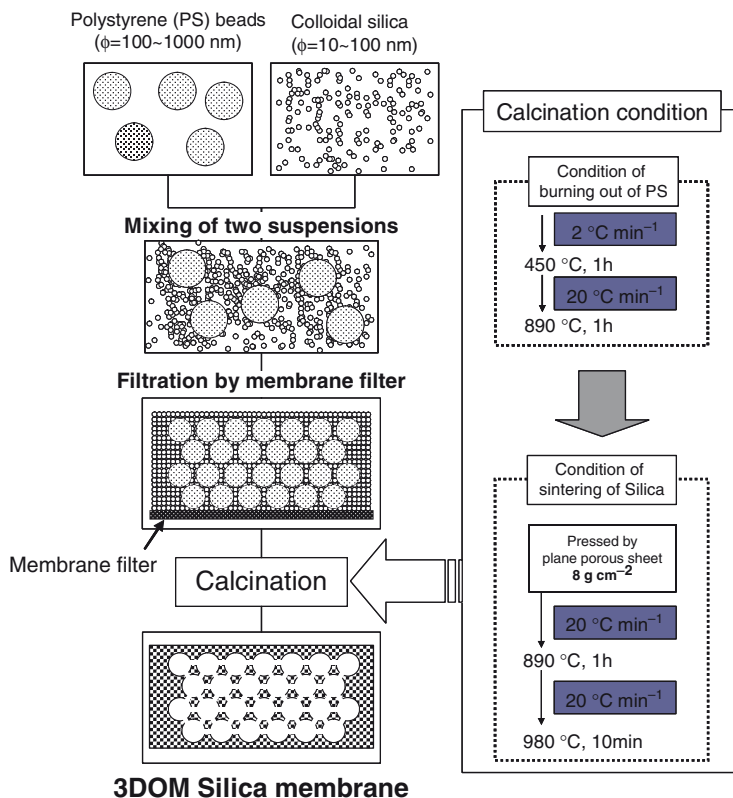 Polystyrene (PS) beads
(ϕ=100~1000 nm)
Colloidal silica
(ϕ=10~100 nm)
Mixing of two suspensions
Filtration by membrane filter
Membrane filter
Calcination
3DOM Silica membrane
Calcination condition
Condition of
burning out of PS
2 °C min⁻¹
450 °C, 1h
20 °C min⁻¹
890 °C, 1h
Condition of
sintering of Silica
Pressed by
plane porous sheet
8 g cm⁻²
20 °C min⁻¹
890 °C, 1h
20 °C min⁻¹
980 °C, 10min